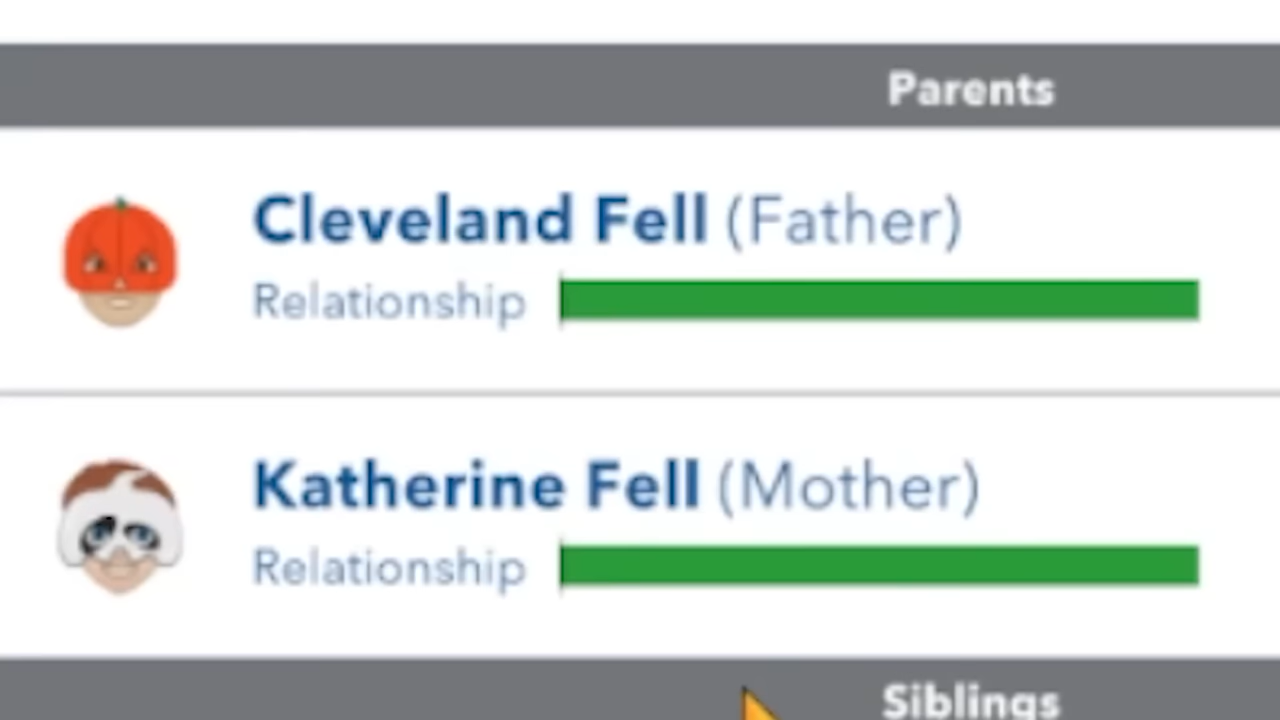 Parents
Cleveland Fell (Father)
Relationship
Katherine Fell (Mother)
Relationship
Siblings